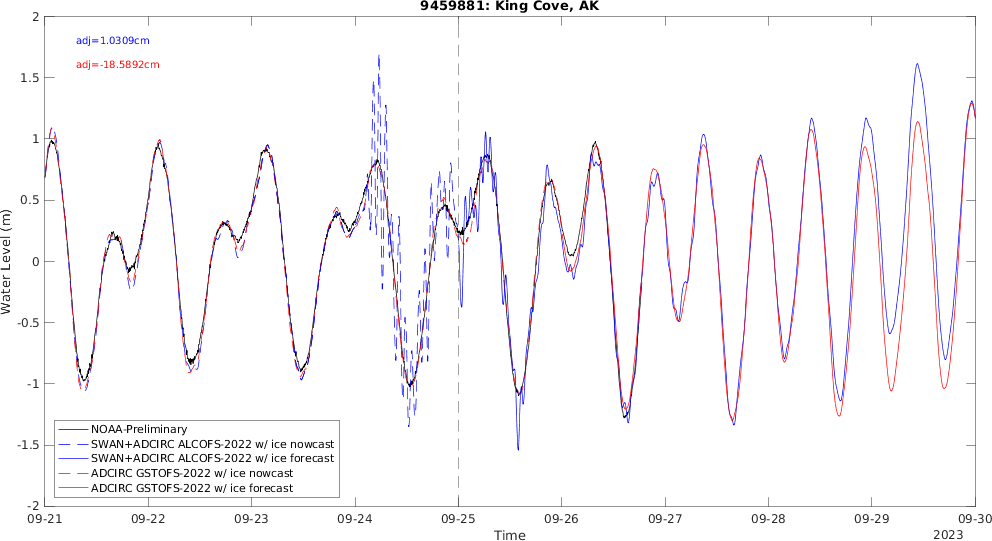 9459881: King Cove, AK
adj=1.0309cm
adj=-18.5892cm
Water Level (m)
2
1.5
1
0.5
0
-0.5
-1
-1.5
-2
NOAA-Preliminary
SWAN+ADCIRC ALCOFS-2022 w/ ice nowcast
SWAN+ADCIRC ALCOFS-2022 w/ ice forecast
ADCIRC GSTOFS-2022 w/ ice nowcast
ADCIRC GSTOFS-2022 w/ ice forecast
09-21 09-22 09-23 09-24 09-25 09-26 09-27 09-28 09-29 09-30
Time
2023